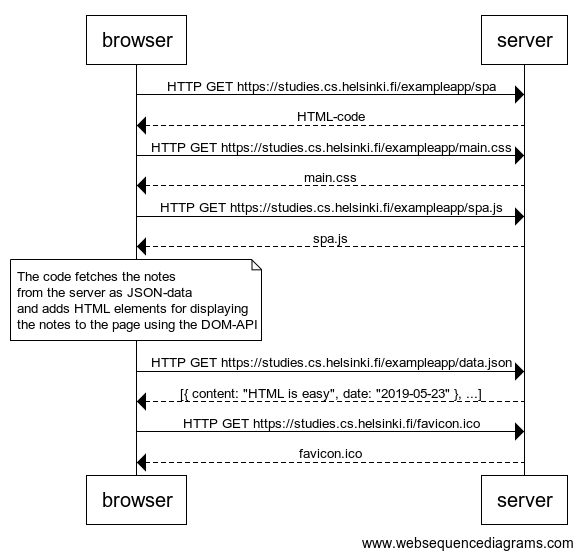 browser
server
HTTP GET https://studies.cs.helsinki.fi/exampleapp/spa
HTML-code
HTTP GET https://studies.cs.helsinki.fi/exampleapp/main.css
main.css
HTTP GET https://studies.cs.helsinki.fi/exampleapp/spa.js
spa.js
The code fetches the notes
from the server as JSON-data
and adds HTML elements for displaying
the notes to the page using the DOM-API
HTTP GET https://studies.cs.helsinki.fi/exampleapp/data.json
[{ content: "HTML is easy", date: "2019-05-23" }, ...]
HTTP GET https://studies.cs.helsinki.fi/favicon.ico
favicon.ico
browser
server
www.websequencediagrams.com